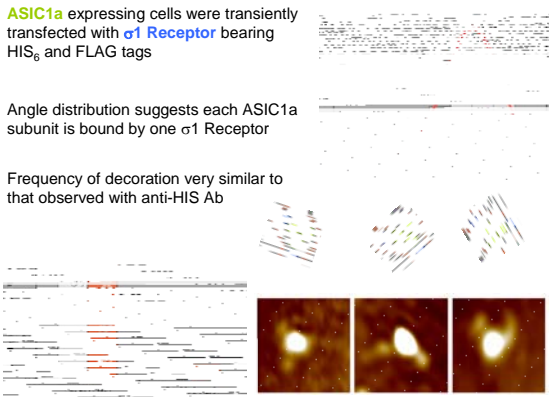 ASIC1a expressing cells were transiently
transfected with σ1 Receptor bearing
HIS6 and FLAG tags
Angle distribution suggests each ASIC1a
subunit is bound by one σ1 Receptor
Frequency of decoration very similar to
that observed with anti-HIS Ab